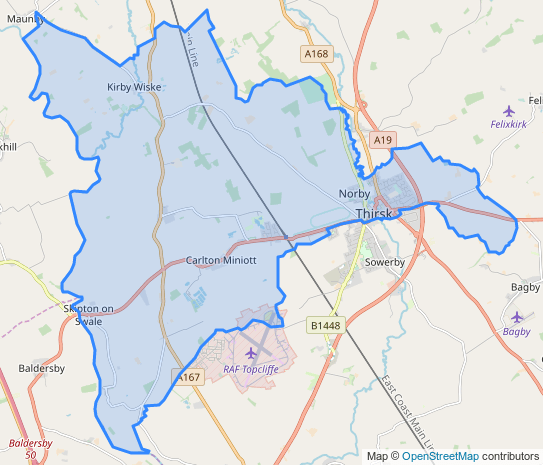 Maunby
A168
ain Line
Kirby Wiske
Felixkirk
Fel
A19
khill
Norby
Thirsk
Sowerby
Carlton Miniott
Bagby
Skipton on
Swale
B1448
Bagby
Baldersby
A167
RAF Topcliffe
East Coast Main Line
Baldersby
50
Map © OpenStreetMap contributors